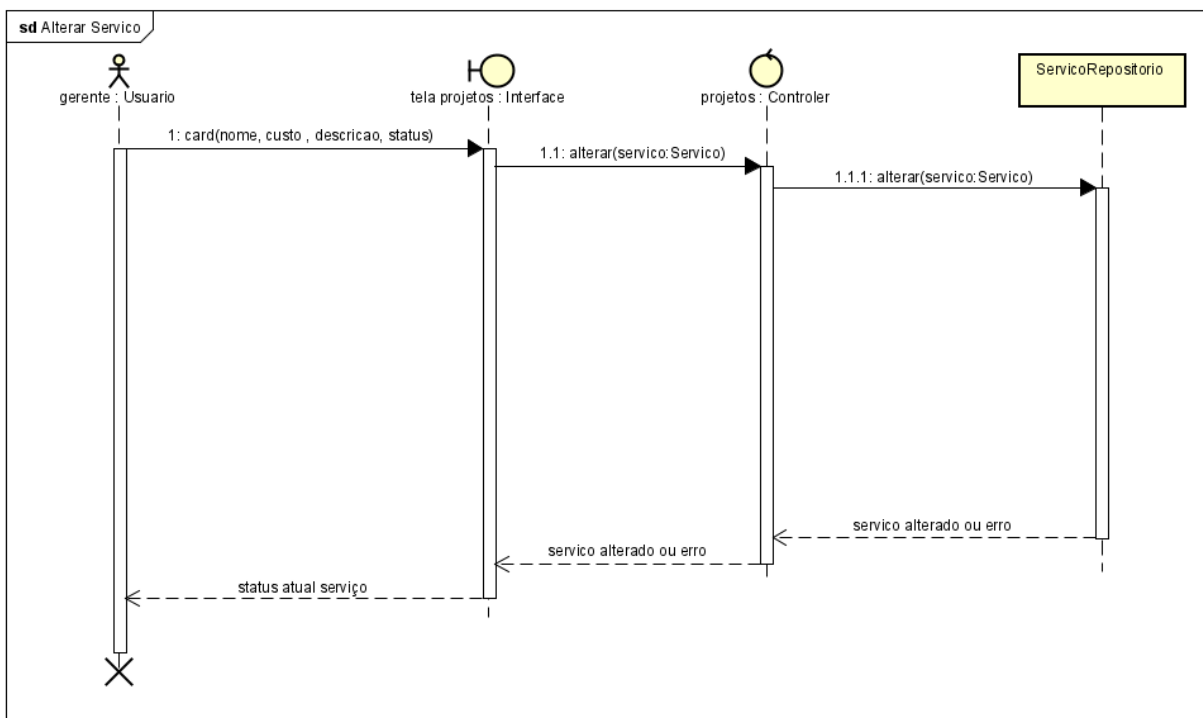 sd Alterar Servico
gerente : Usuario
tela projetos : Interface
projetos : Controler
ServicoRepositorio
1: card(nome, custo , descricao, status)
1.1: alterar(servico:Servico)
1.1.1: alterar(servico:Servico)
servico alterado ou erro
servico alterado ou erro
status atual serviço